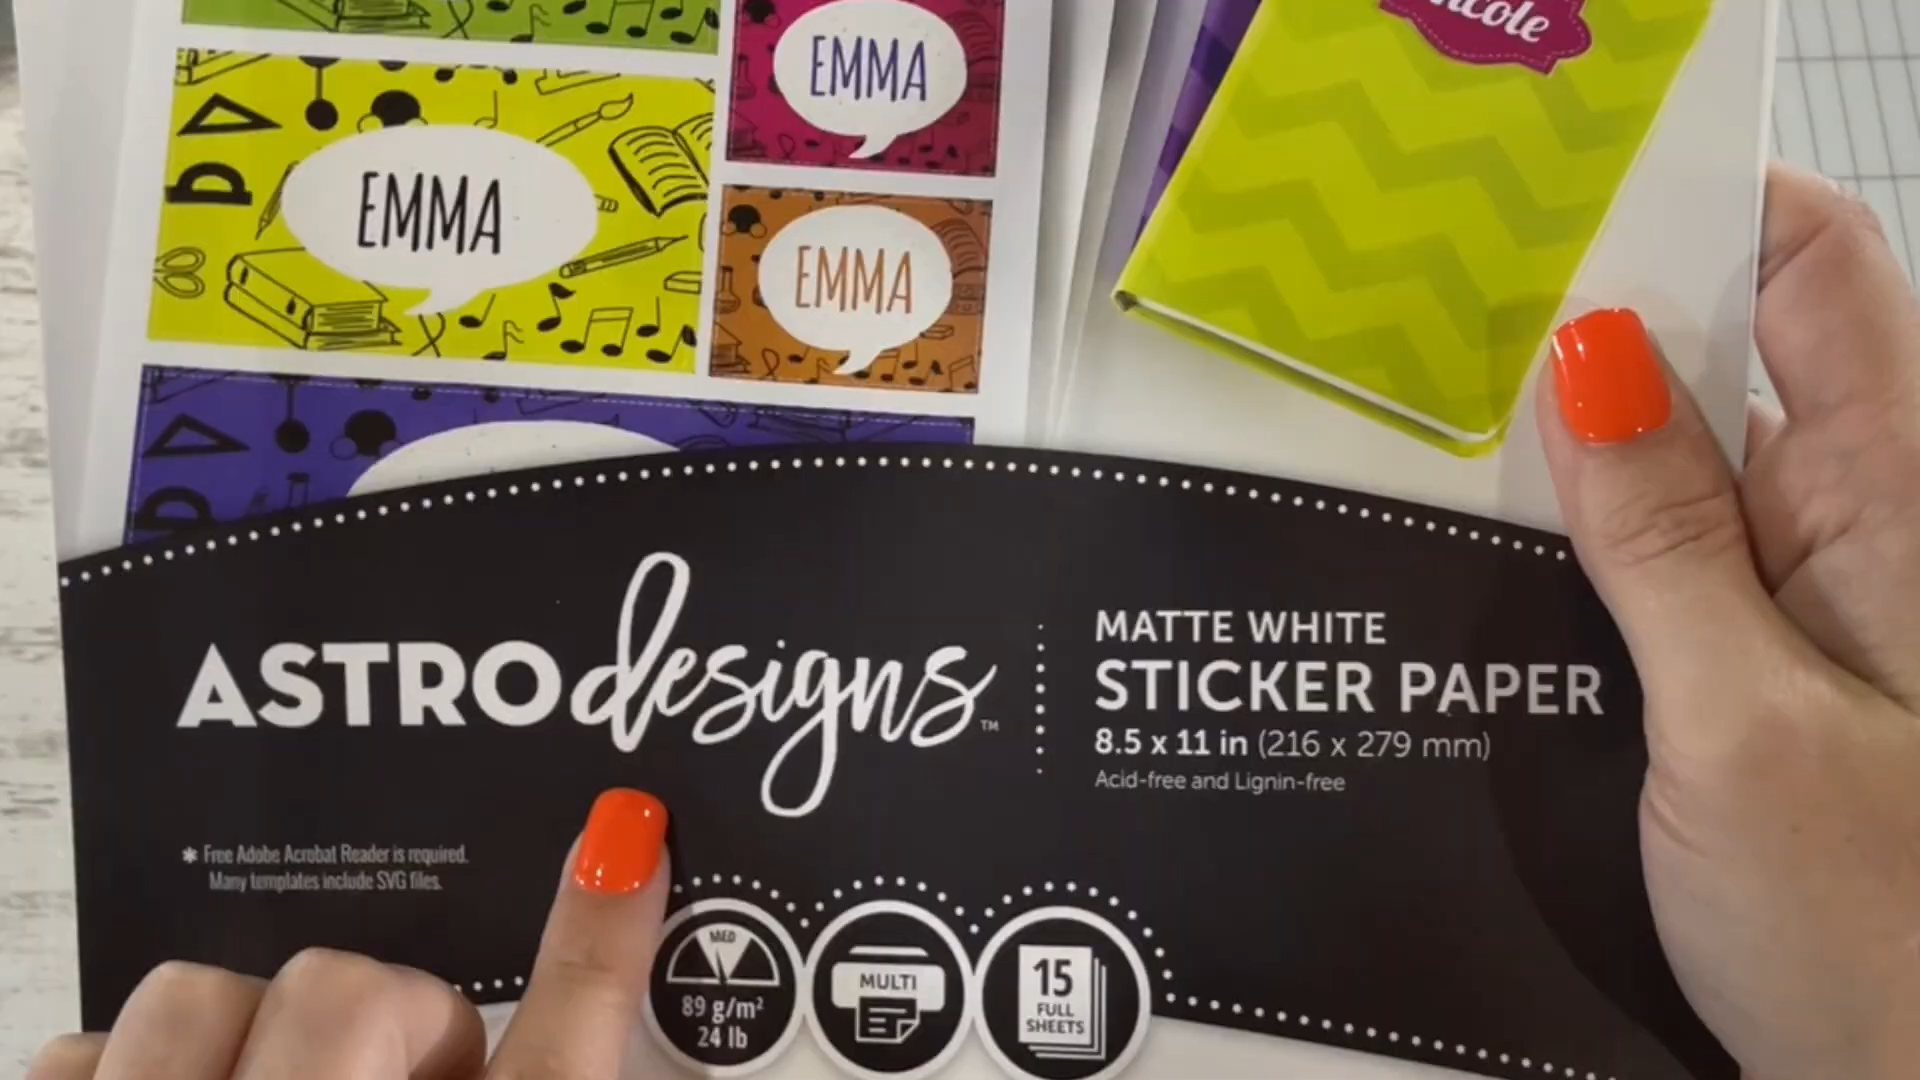 EMMA
EMMA
EMMA
ASTROdesigns™
MATTE WHITE
STICKER PAPER
8.5 x 11 in (216 x 279 mm)
Acid-free and Lignin-free
* Free Adobe Acrobat Reader is required.
Many templates include SVG files.
MED
89 g/m²
24 lb
MULTI
15
FULL
SHEETS